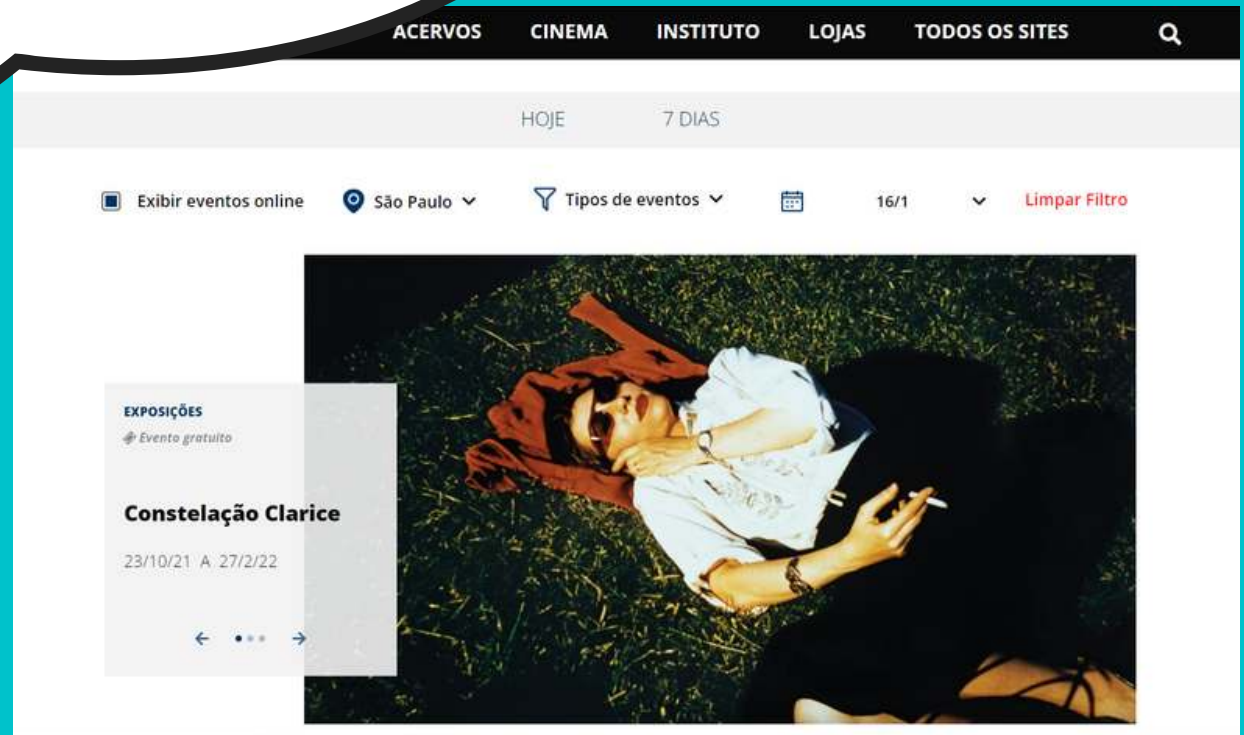 ACERVOS CINEMA INSTITUTO LOJAS TODOS OS SITES
HOJE 7 DIAS
Exibir eventos online São Paulo Tipos de eventos 16/1 Limpar Filtro
EXPOSIÇÕES
Evento gratuito
Constelação Clarice
23/10/21 A 27/2/22